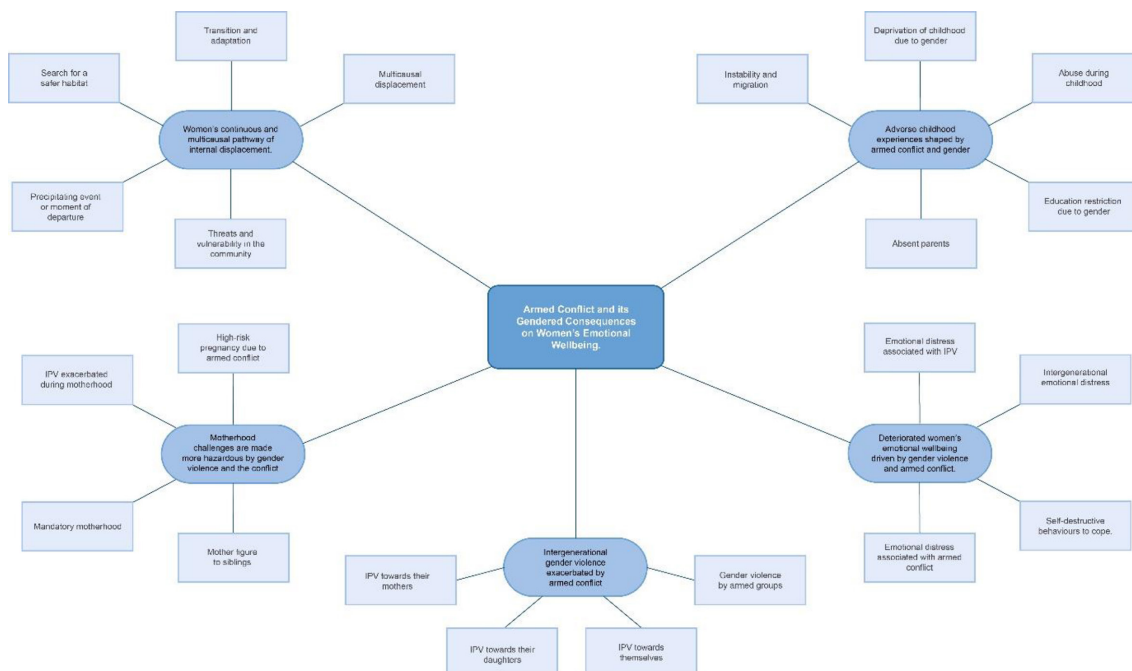 Transition and
adaptation
Search for a
safer habitat
Multicausal
displacement
Women's continuous and
multicausal pathway of
internal displacement.
Precipitating event
or moment of
departure
Threats and
vulnerability in the
community
Deprivation of childhood
due to gender
Instability and
migration
Abuse during
childhood
Adverso childhood
experiences shaped by
armed conflict and gender
Education restriction
due to gender
Absent parents
Armed Conflict and its
Gendered Consequences
on Women's Emotional
Wellbeing.
High-risk
pregnancy due to
armed conflict
IPV exacerbated
during motherhood
Motherhood
challenges are made
more hazardous by gender
violence and the conflict
Mandatory motherhood
Mother figure
to siblings
Emotional distress
associated with IPV
Intergenerational
emotional distress
Deteriorated women's
emotional wellbeing
driven by gender violence
and armed conflict.
Self-destructive
behaviours to cope.
Emotional distress
associated with armed
conflict
Intergenerational
gender violence
exacerbated by
armed conflict
IPV towards their
mothers
Gender violence
by armed groups
IPV towards their
daughters
IPV towards
themselves